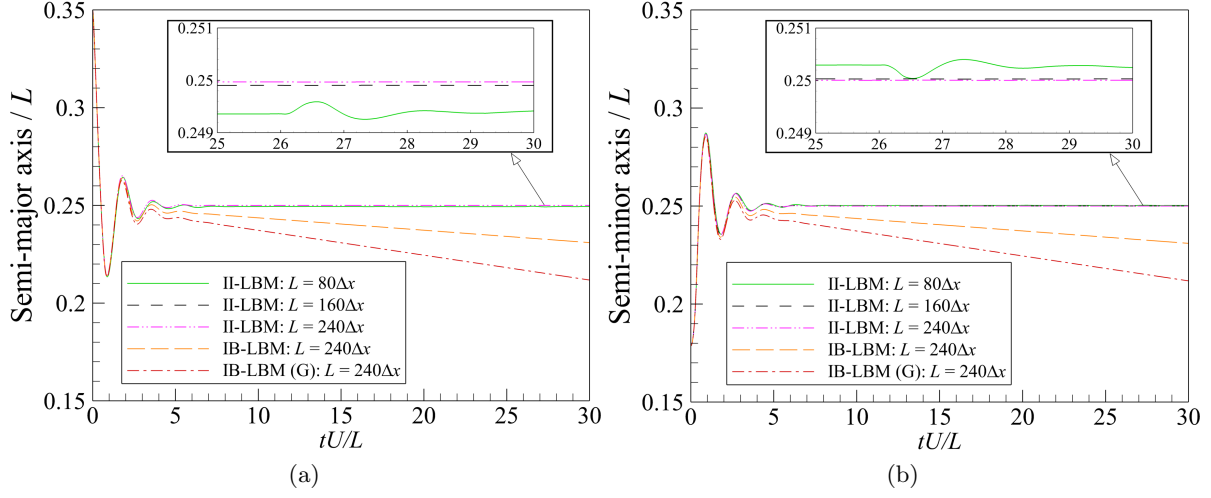 0.35
0.3
0.25
0.2
0.15
Semi-major axis / L
0.251
0.25
0.249
25 26 27 28 29 30
II-LBM: L = 80Δx
II-LBM: L = 160Δx
II-LBM: L = 240Δx
IB-LBM: L = 240Δx
IB-LBM (G): L = 240Δx
0 5 10 15 20 25 30
tU/L
(a)
0.35
0.3
0.25
0.2
0.15
Semi-minor axis / L
0.251
0.25
0.249
25 26 27 28 29 30
II-LBM: L = 80Δx
II-LBM: L = 160Δx
II-LBM: L = 240Δx
IB-LBM: L = 240Δx
IB-LBM (G): L = 240Δx
0 5 10 15 20 25 30
tU/L
(b)